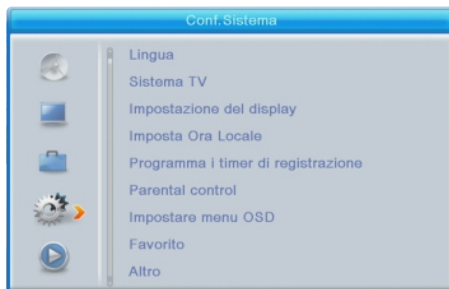 Conf.Sistema
Lingua
Sistema TV
Impostazione del display
Imposta Ora Locale
Programma i timer di registrazione
Parental control
Impostare menu OSD
Favorito
Altro